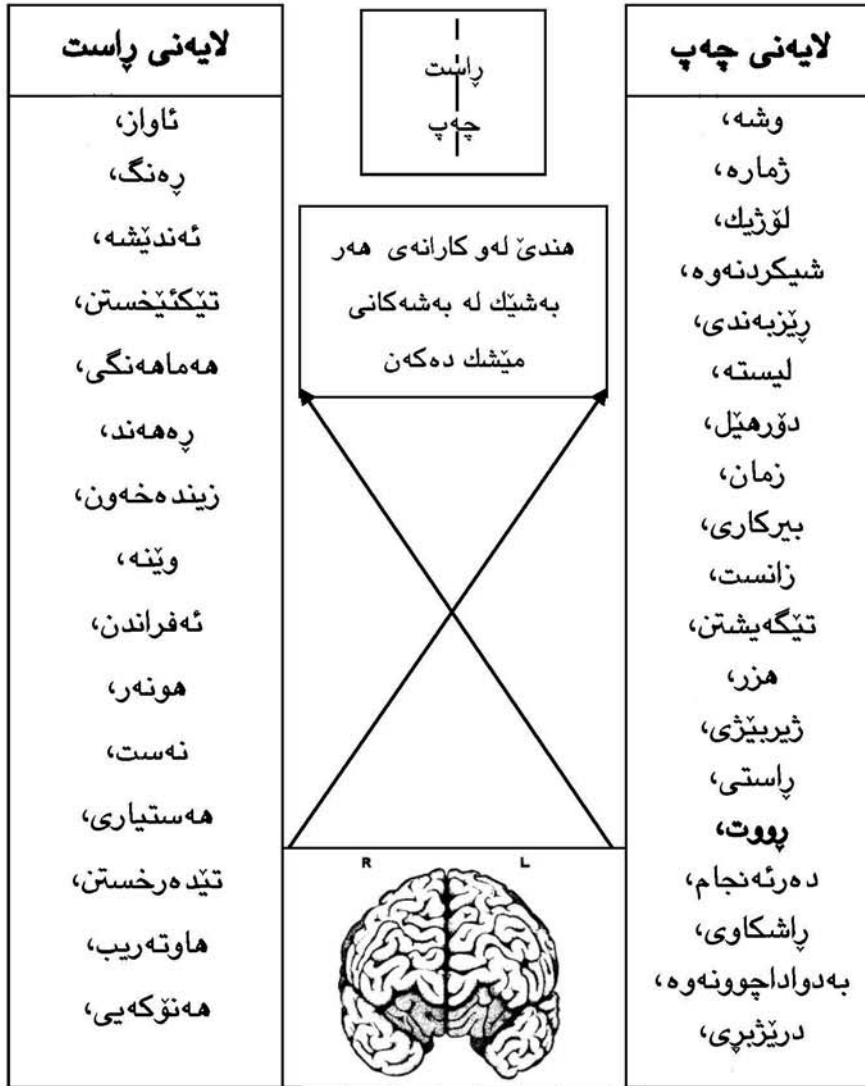 لایەنی چەپ
وشە،
ژمارە،
لۆژیك،
شیکردنەوە،
ڕێزبەندی،
لیستە،
دۆرهێل،
زمان،
بیرکاری،
زانست،
تێگەیشتن،
هزر،
ژیربێژی،
ڕاستی،
ڕووت،
دەرئەنجام،
ڕاشکاوی،
بەدواداچوونەوە،
درێژبڕی،
ڕاست
چەپ
هندێ لەو کارانەی هەر
بەشێك لە بەشەکانی
مێشك دەکەن
R L
لایەنی ڕاست
ئاواز،
ڕەنگ،
ئەندێشە،
تێکئێخستن،
هەماهەنگی،
ڕەهەند،
زیندەخەون،
وێنە،
ئەفراندن،
هونەر،
نەست،
هەستیاری،
تێدەرخستن،
هاوتەریب،
هەنۆکەیی،